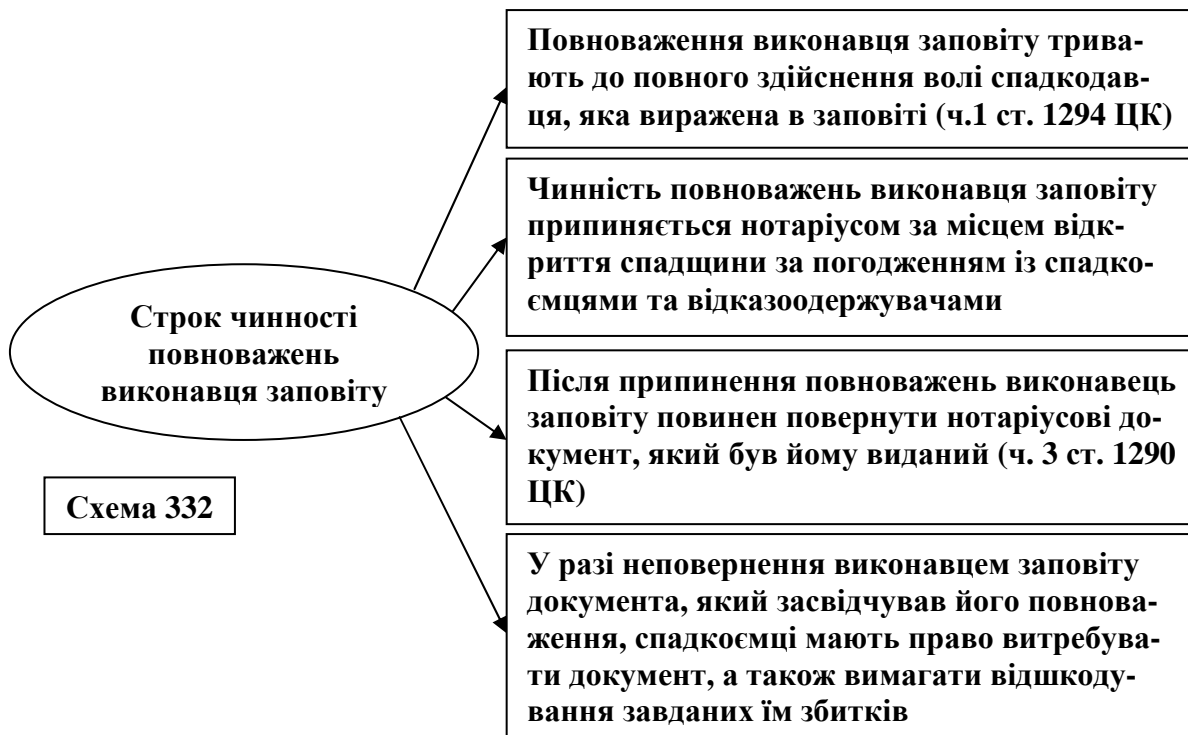 Повноваження виконавця заповіту трива-
ють до повного здійснення волі спадкодав-
ця, яка виражена в заповіті (ч.1 ст. 1294 ЦК)
Чинність повноважень виконавця заповіту
припиняється нотаріусом за місцем відк-
риття спадщини за погодженням із спадко-
ємцями та відказоодержувачами
Строк чинності
повноважень
виконавця заповіту
Після припинення повноважень виконавець
заповіту повинен повернути нотаріусові до-
кумент, який був йому виданий (ч. 3 ст. 1290
ЦК)
Схема 332
У разі неповернення виконавцем заповіту
документа, який засвідчував його повнова-
ження, спадкоємці мають право витребува-
ти документ, а також вимагати відшкоду-
вання завданих їм збитків